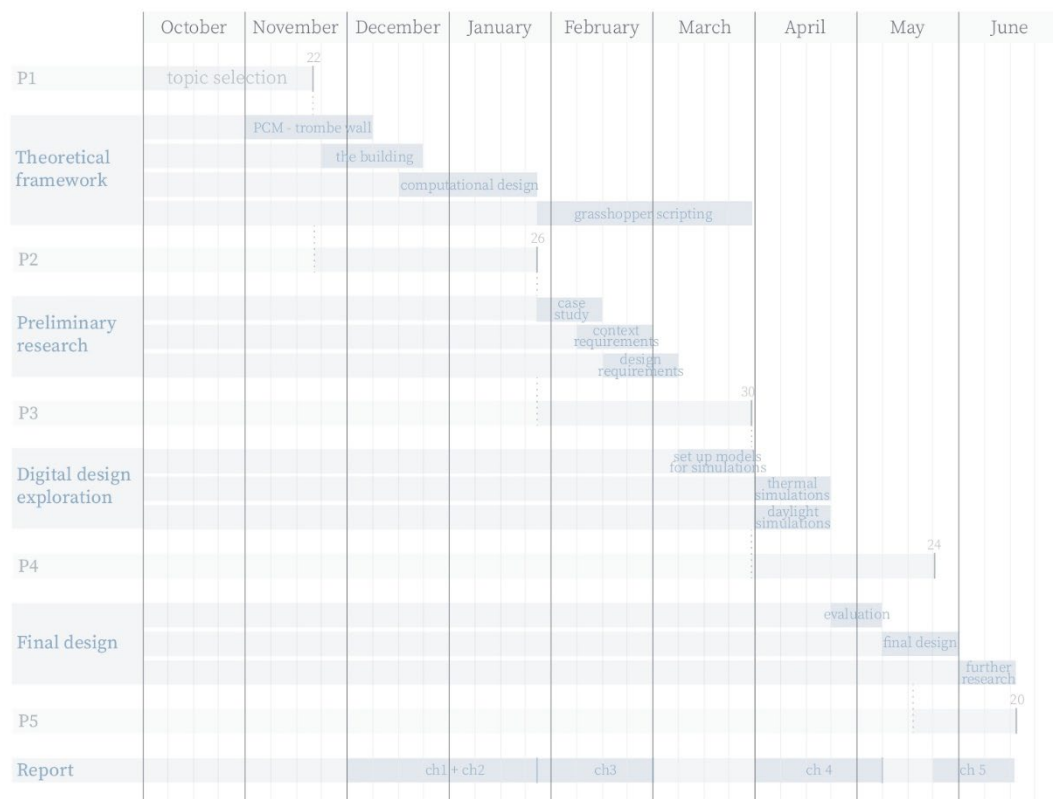 October November December January February March April May June
22
P1 topic selection
PCM - trombe wall
Theoretical
framework
the building
computational design
grasshopper scripting
26
P2
case
study
Preliminary
research
context
requirements
design
requirements
30
P3
set up models
for simulations
Digital design
exploration
thermal
simulations
daylight
simulations
24
P4
evaluation
Final design final design
further
research
20
P5
Report ch1 + ch2 ch3 ch 4 ch 5